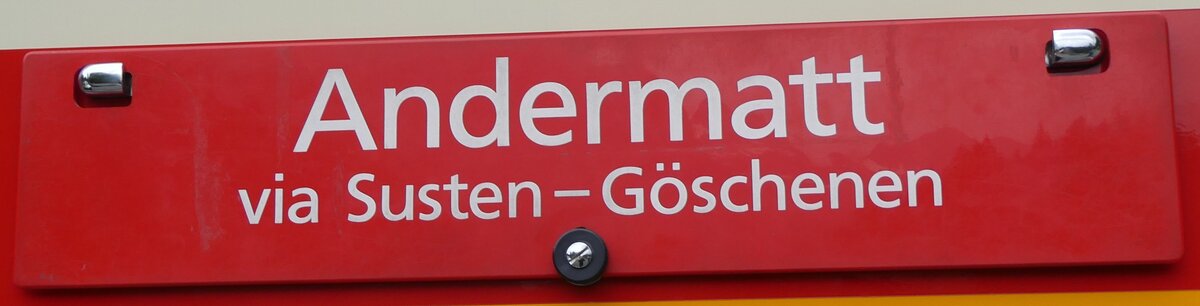 Andermatt
via Susten – Göschenen